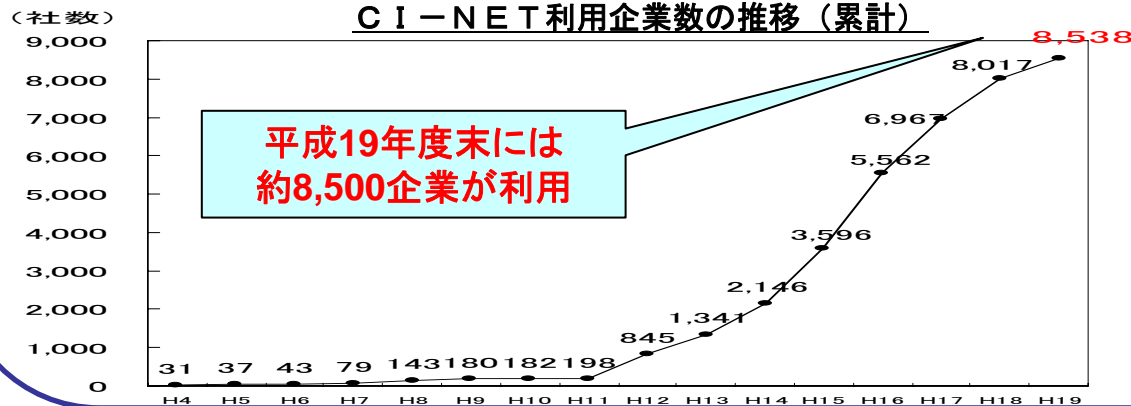 （社数）
ＣＩ－ＮＥＴ利用企業数の推移（累計）
9,000
8,000
7,000
6,000
5,000
4,000
3,000
2,000
1,000
0
平成19年度末には
約8,500企業が利用
31 37 43 79 143 180 182 198 845 1,341 2,146 3,596 5,562 6,967 8,017 8,538
H4 H5 H6 H7 H8 H9 H10 H11 H12 H13 H14 H15 H16 H17 H18 H19